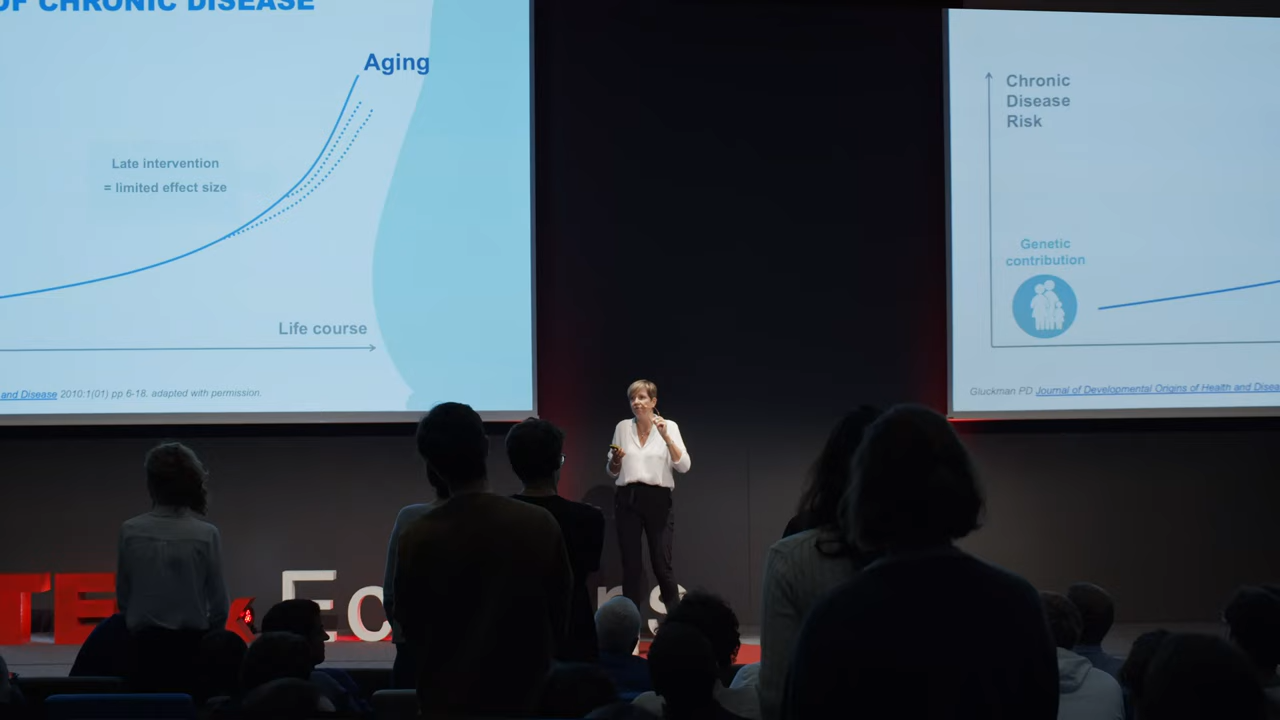 OF CHRONIC DISEASE
Aging
Late intervention
= limited effect size
Life course
and Disease 2010:1(01) pp 6-18. adapted with permission.
Chronic
Disease
Risk
Genetic
contribution
Gluckman PD Journal of Developmental Origins of Health and Disea
TE